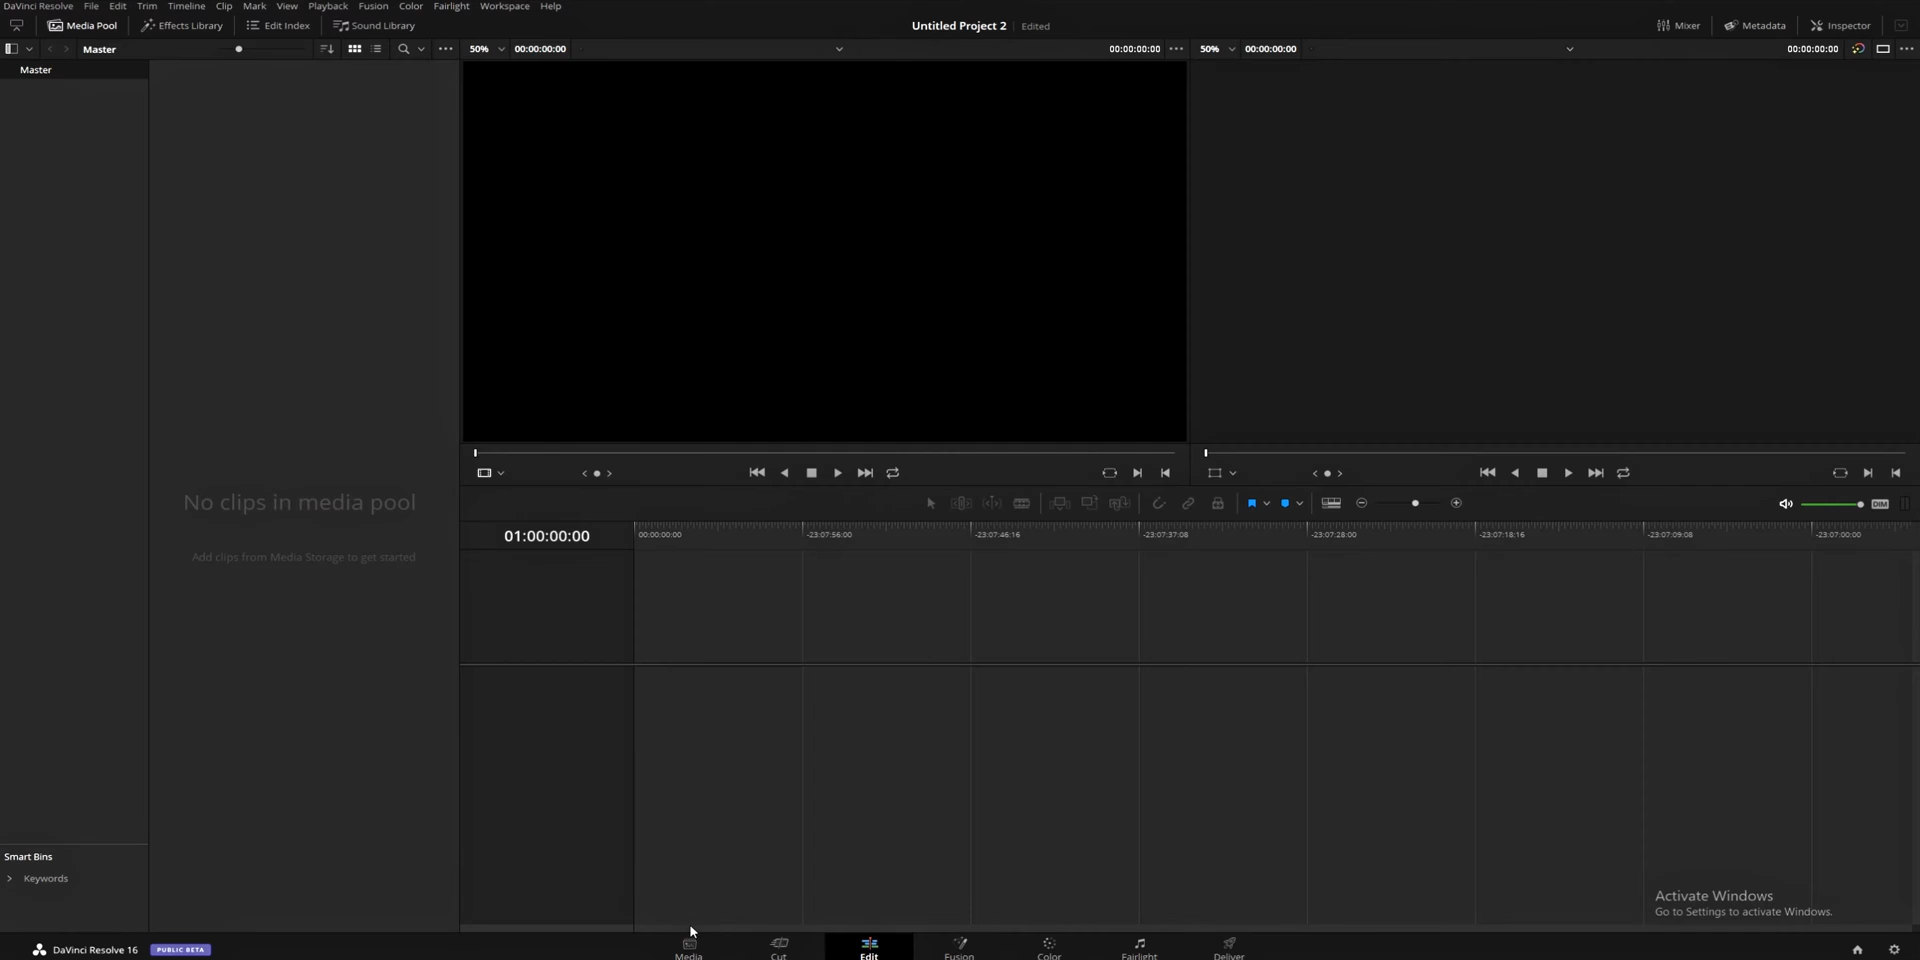 DaVinci Resolve File Edit Trim Timeline Clip Mark View Playback Fusion Color Fairlight Workspace Help
Media Pool Effects Library Edit Index Sound Library Untitled Project 2 Edited Mixer Metadata Inspector
Master 50% 00:00:00:00 00:00:00:00 50% 00:00:00:00 00:00:00:00
Master
No clips in media pool
Add clips from Media Storage to get started
DIM
01:00:00:00 00:00:00:00 -23:07:56:00 -23:07:46:16 -23:07:37:08 -23:07:28:00 -23:07:18:16 -23:07:09:08 -23:07:00:00
Smart Bins
Keywords
Activate Windows
Go to Settings to activate Windows.
DaVinci Resolve 16 PUBLIC BETA Media Cut Edit Fusion Color Fairlight Deliver